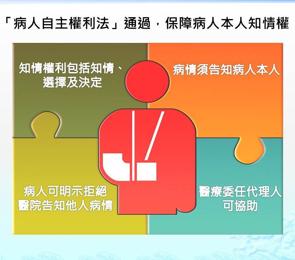 「病人自主權利法」通過，保障病人本人知情權
知情權利包括知情、
選擇及決定
病情須告知病人本人
病人可明示拒絕
醫院告知他人病情
醫療委任代理人
可協助